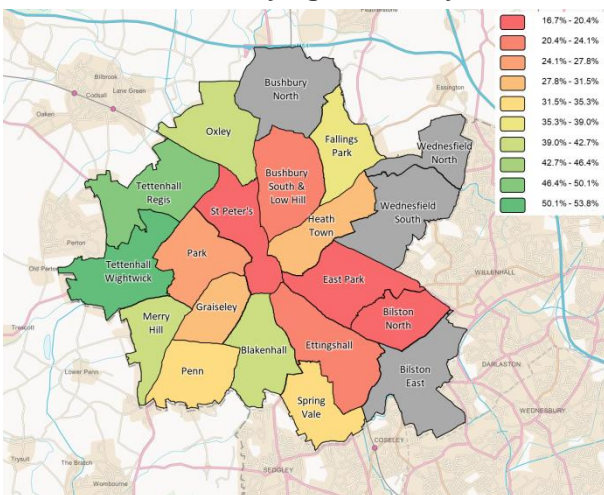 16.7% - 20.4%
20.4% - 24.1%
24.1% - 27.8%
27.8% - 31.5%
31.5% - 35.3%
35.3% - 39.0%
39.0% - 42.7%
42.7% - 46.4%
46.4% - 50.1%
50.1% - 53.8%
Bilbrook
Codsall
Lane Green
Oaken
Essington
Bushbury
North
Oxley
Fallings
Park
Wednesfield
North
Bushbury
South &
Low Hill
Tettenhall
Regis
St Peter's
Heath
Town
Wednesfield
South
Perton
Old Perton
Tettenhall
Wightwick
Park
East Park
WILLENHALL
Trescott
Merry
Hill
Graiseley
Bilston
North
Blakenhall
Ettingshall
Lower Penn
Penn
Bilston
East
DARLASTON
Spring
Vale
WEDNESBURY
COSELEY
SEDGLEY
Trysull
The Bratch
Wombourne